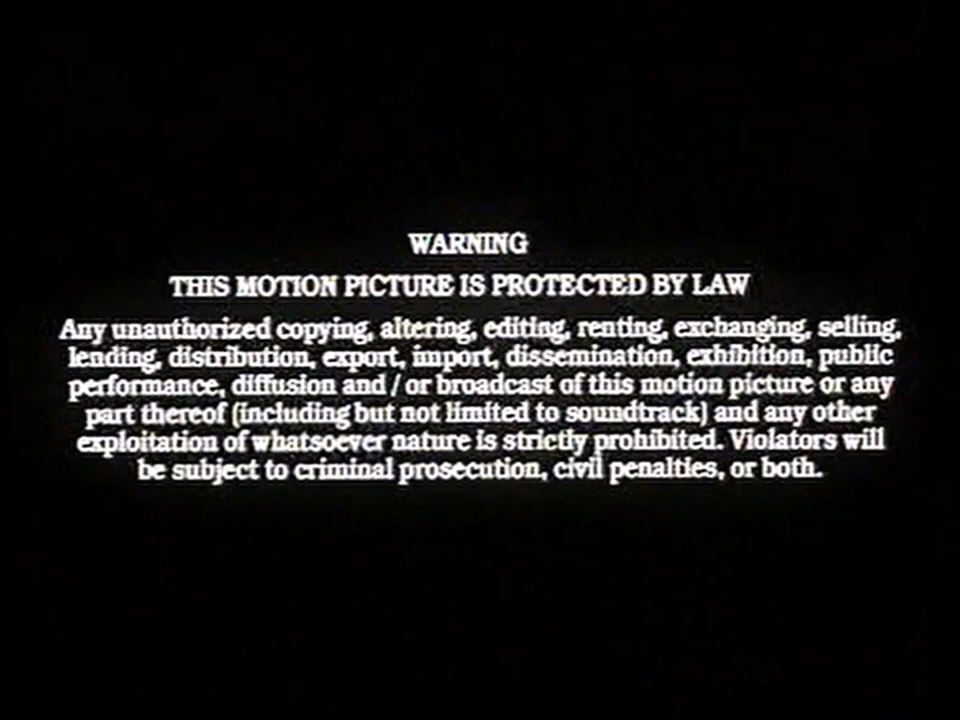 WARNING
THIS MOTION PICTURE IS PROTECTED BY LAW
Any unauthorized copying, altering, editing, renting, exchanging, selling,
lending, distribution, export, import, dissemination, exhibition, public
performance, diffusion and / or broadcast of this motion picture or any
part thereof (including but not limited to soundtrack) and any other
exploitation of whatsoever nature is strictly prohibited. Violators will
be subject to criminal prosecution, civil penalties, or both.